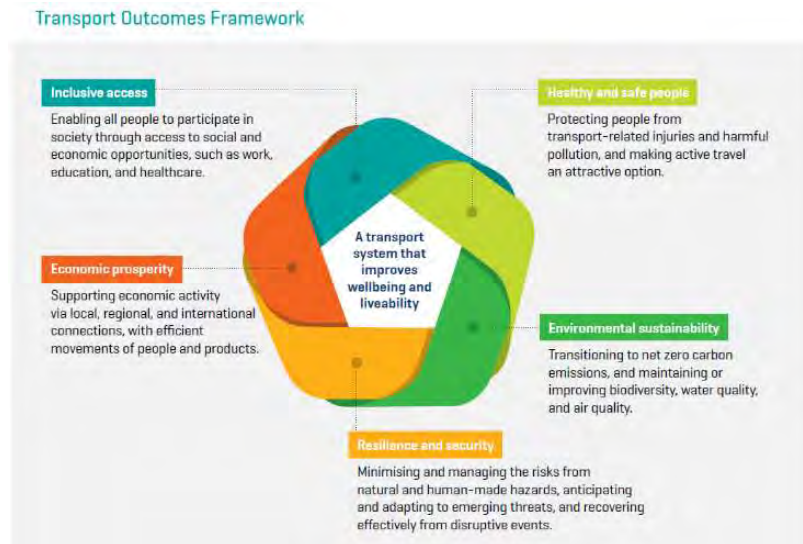 Transport Outcomes Framework
Inclusive access
Enabling all people to participate in
society through access to social and
economic opportunities, such as work,
education, and healthcare.
Healthy and safe people
Protecting people from
transport-related injuries and harmful
pollution, and making active travel
an attractive option.
A transport
system that
improves
wellbeing and
liveability
Economic prosperity
Supporting economic activity
via local, regional, and international
connections, with efficient
movements of people and products.
Environmental sustainability
Transitioning to net zero carbon
emissions, and maintaining or
improving biodiversity, water quality,
and air quality.
Resilience and security
Minimising and managing the risks from
natural and human-made hazards, anticipating
and adapting to emerging threats, and recovering
effectively from disruptive events.